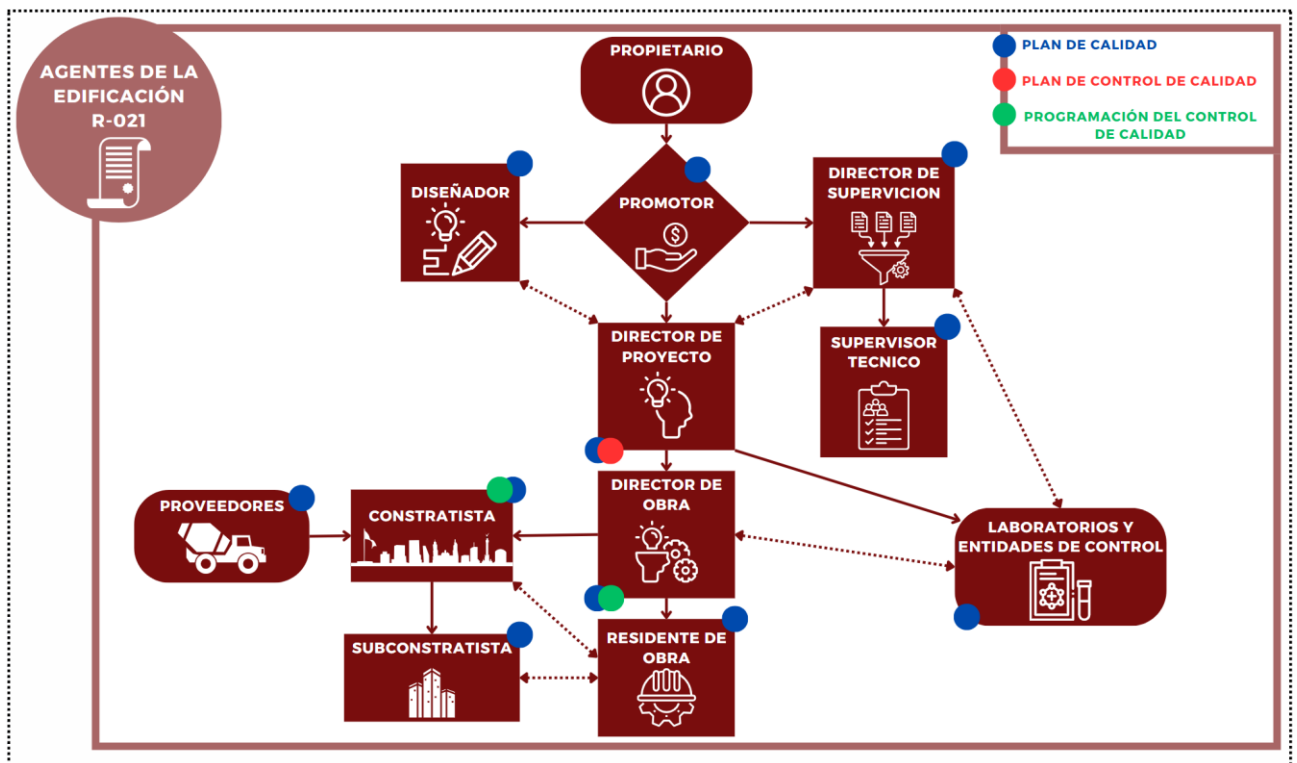 AGENTES DE LA
EDIFICACIÓN
R-021
PLAN DE CALIDAD
PLAN DE CONTROL DE CALIDAD
PROGRAMACIÓN DEL CONTROL
DE CALIDAD
PROPIETARIO
DISEÑADOR
PROMOTOR
$
DIRECTOR DE
SUPERVICION
DIRECTOR DE
PROYECTO
SUPERVISOR
TECNICO
PROVEEDORES
CONSTRATISTA
DIRECTOR DE
OBRA
LABORATORIOS Y
ENTIDADES DE CONTROL
SUBCONSTRATISTA
RESIDENTE DE
OBRA